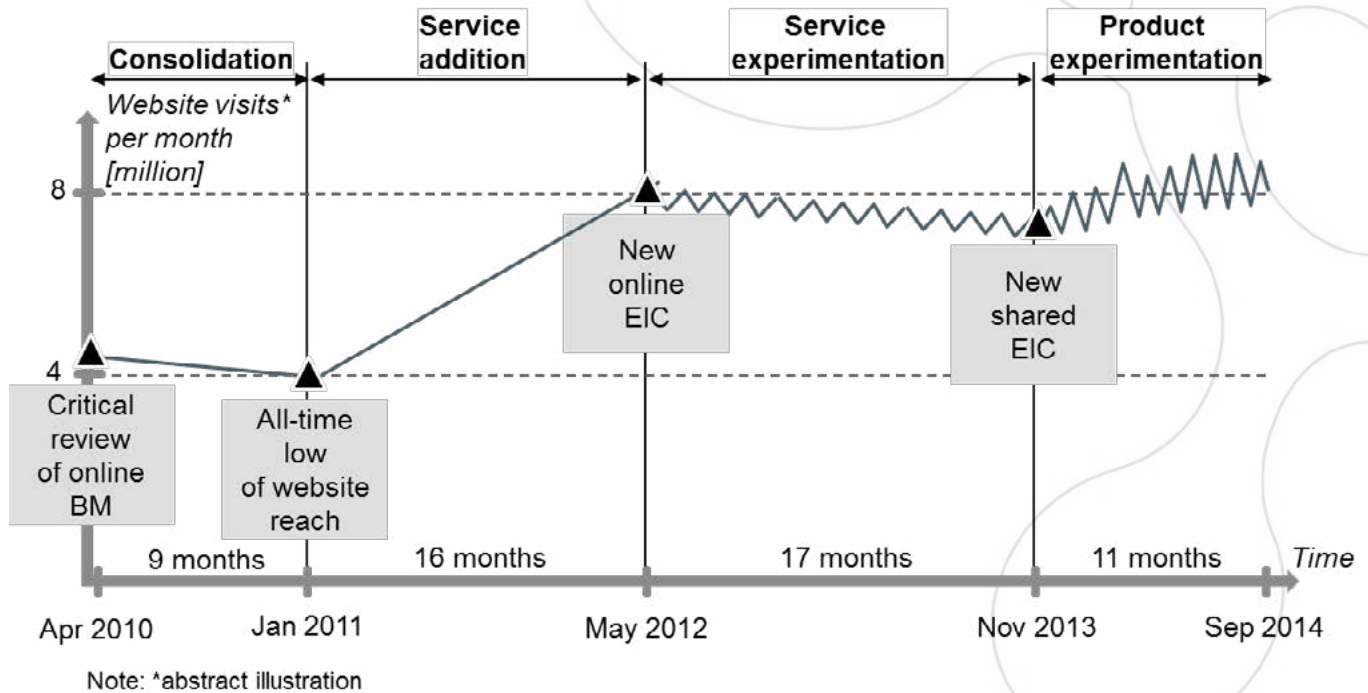 Consolidation
Service
addition
Service
experimentation
Product
experimentation
Website visits*
per month
[million]
8
4
Critical
review
of online
BM
All-time
low
of website
reach
New
online
EIC
New
shared
EIC
9 months
16 months
17 months
11 months
Time
Apr 2010
Jan 2011
May 2012
Nov 2013
Sep 2014
Note: *abstract illustration